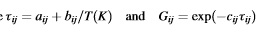 e τij = aij + bij/T(K) and Gij = exp(−cijτij)